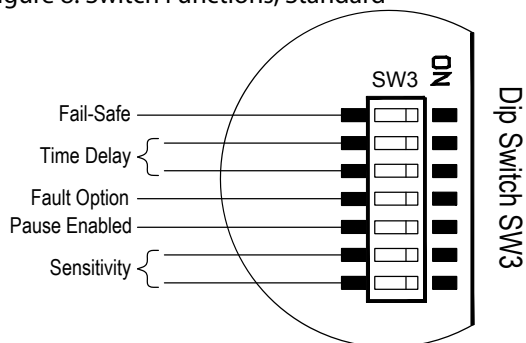 Figure 8. Switch Functions, Standard
SW3
ON
Fail-Safe
Time Delay
Fault Option
Pause Enabled
Sensitivity
Dip Switch SW3